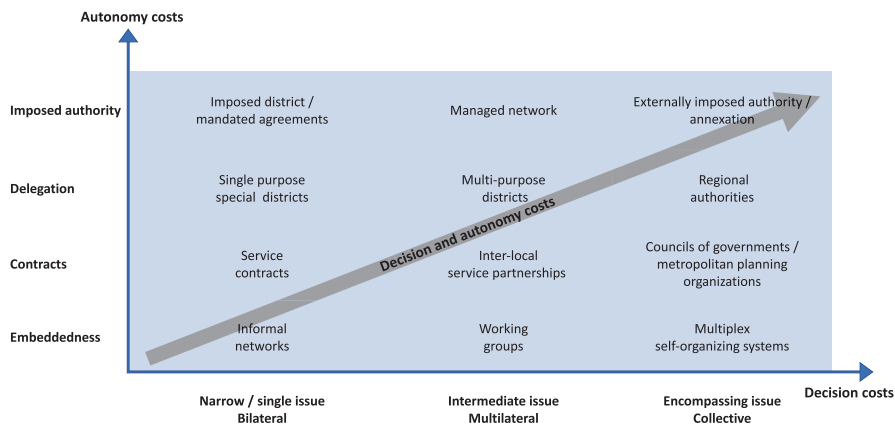 Autonomy costs
Imposed authority
Imposed district /
mandated agreements
Managed network
Externally imposed authority /
annexation
Delegation
Single purpose
special districts
Multi-purpose
districts
Regional
authorities
Decision and autonomy costs
Contracts
Service
contracts
Inter-local
service partnerships
Councils of governments /
metropolitan planning
organizations
Embeddedness
Informal
networks
Working
groups
Multiplex
self-organizing systems
Decision costs
Narrow / single issue
Bilateral
Intermediate issue
Multilateral
Encompassing issue
Collective